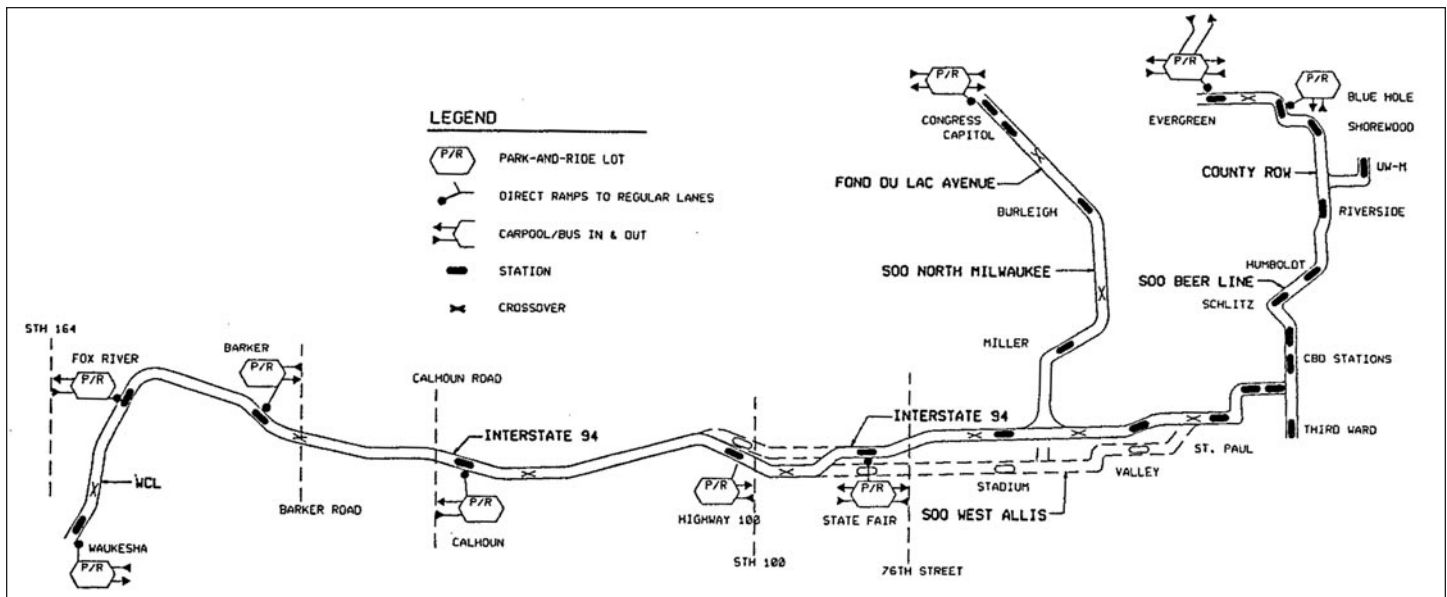 LEGEND
P/R
PARK-AND-RIDE LOT
DIRECT RAMPS TO REGULAR LANES
CARPOOL/BUS IN & OUT
STATION
CROSSOVER
STH 164
FOX RIVER
P/R
BARKER
P/R
CALHOUN ROAD
INTERSTATE 94
WCL
WAUKESHA
P/R
BARKER ROAD
P/R
CALHOUN
P/R
CONGRESS
CAPITOL
FOND DU LAC AVENUE
BURLEIGH
SOO NORTH MILWAUKEE
MILLER
P/R
EVERGREEN
P/R
BLUE HOLE
SHOREWOOD
COUNTY ROW
UW-M
RIVERSIDE
HUMBOLDT
SOO BEER LINE
SCHLITZ
CBD STATIONS
THIRD WARD
INTERSTATE 94
ST. PAUL
VALLEY
STADIUM
SOO WEST ALLIS
P/R
HIGHWAY 100
P/R
STATE FAIR
STH 100
76TH STREET